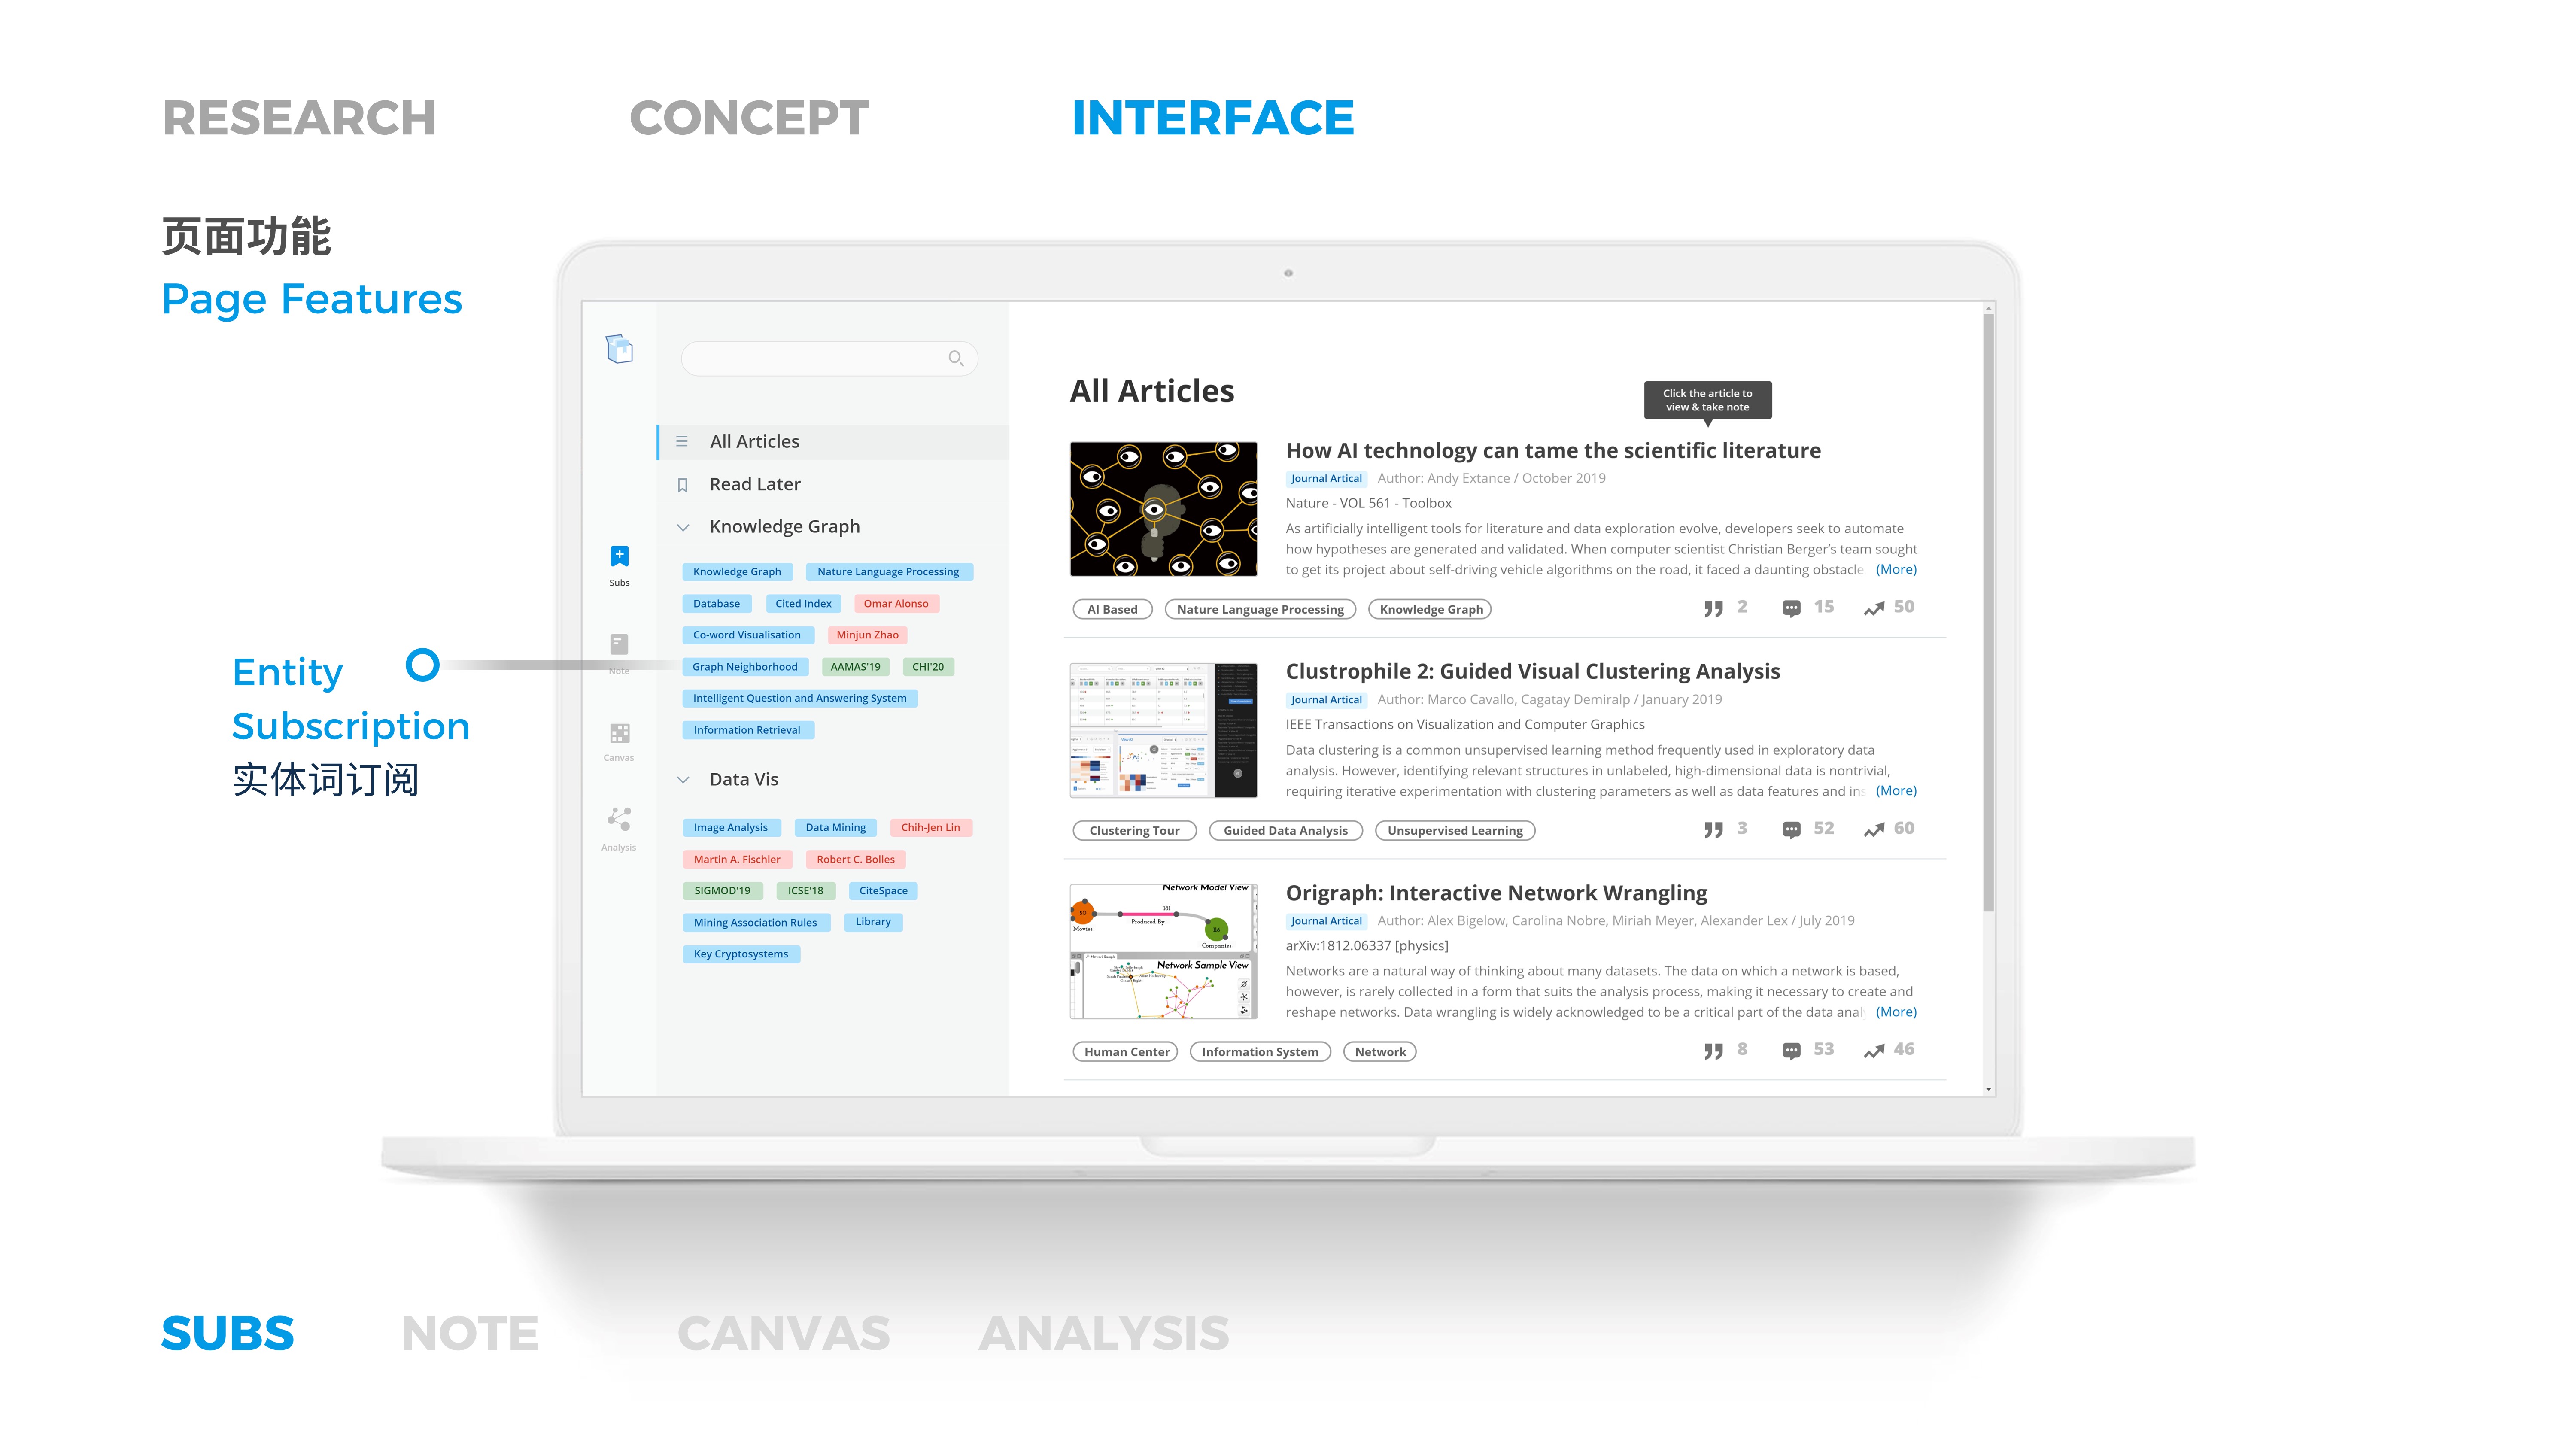 RESEARCH
CONCEPT
INTERFACE
页面功能
Page Features
Entity
Subscription
实体词订阅
Subs
Note
Canvas
Analysis
All Articles
Read Later
Knowledge Graph
Knowledge Graph
Nature Language Processing
Database
Cited Index
Omar Alonso
Co-word Visualisation
Minjun Zhao
Graph Neighborhood
AAMAS'19
CHI'20
Intelligent Question and Answering System
Information Retrieval
Data Vis
Image Analysis
Data Mining
Chih-Jen Lin
Martin A. Fischler
Robert C. Bolles
SIGMOD'19
ICSE'18
CiteSpace
Mining Association Rules
Library
Key Cryptosystems
All Articles
Click the article to
view & take note
How AI technology can tame the scientific literature
Journal Artical
Author: Andy Extance / October 2019
Nature - VOL 561 - Toolbox
As artificially intelligent tools for literature and data exploration evolve, developers seek to automate
how hypotheses are generated and validated. When computer scientist Christian Berger’s team sought
to get its project about self-driving vehicle algorithms on the road, it faced a daunting obstacle (More)
AI Based
Nature Language Processing
Knowledge Graph
2
15
50
Clustrophile 2: Guided Visual Clustering Analysis
Journal Artical
Author: Marco Cavallo, Cagatay Demiralp / January 2019
IEEE Transactions on Visualization and Computer Graphics
Data clustering is a common unsupervised learning method frequently used in exploratory data
analysis. However, identifying relevant structures in unlabeled, high-dimensional data is nontrivial,
requiring iterative experimentation with clustering parameters as well as data features and ins (More)
Clustering Tour
Guided Data Analysis
Unsupervised Learning
3
52
60
Network Model View
50
Movies
181
Produced By
Companies
Network Sample View
Origraph: Interactive Network Wrangling
Journal Artical
Author: Alex Bigelow, Carolina Nobre, Miriah Meyer, Alexander Lex / July 2019
arXiv:1812.06337 [physics]
Networks are a natural way of thinking about many datasets. The data on which a network is based,
however, is rarely collected in a form that suits the analysis process, making it necessary to create and
reshape networks. Data wrangling is widely acknowledged to be a critical part of the data anal (More)
Human Center
Information System
Network
8
53
46
SUBS
NOTE
CANVAS
ANALYSIS